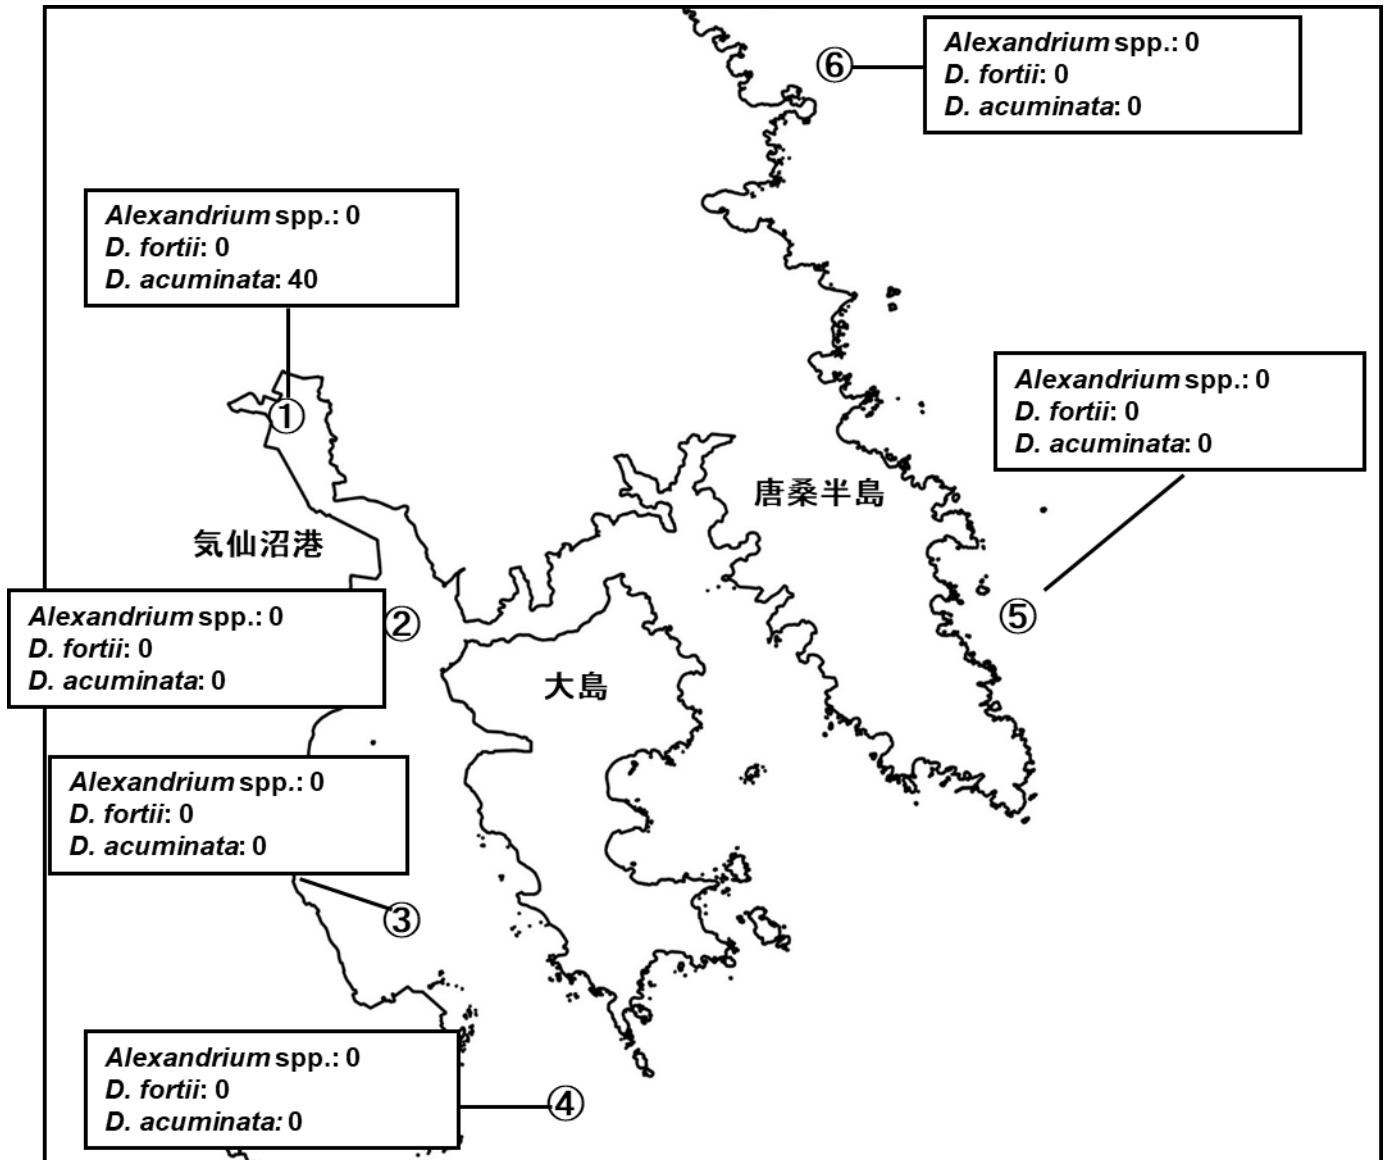 Alexandrium spp.: 0
D. fortii: 0
D. acuminata: 0
⑥
Alexandrium spp.: 0
D. fortii: 0
D. acuminata: 40
①
Alexandrium spp.: 0
D. fortii: 0
D. acuminata: 0
⑤
唐桑半島
気仙沼港
Alexandrium spp.: 0
D. fortii: 0
D. acuminata: 0
②
大島
Alexandrium spp.: 0
D. fortii: 0
D. acuminata: 0
③
Alexandrium spp.: 0
D. fortii: 0
D. acuminata: 0
④